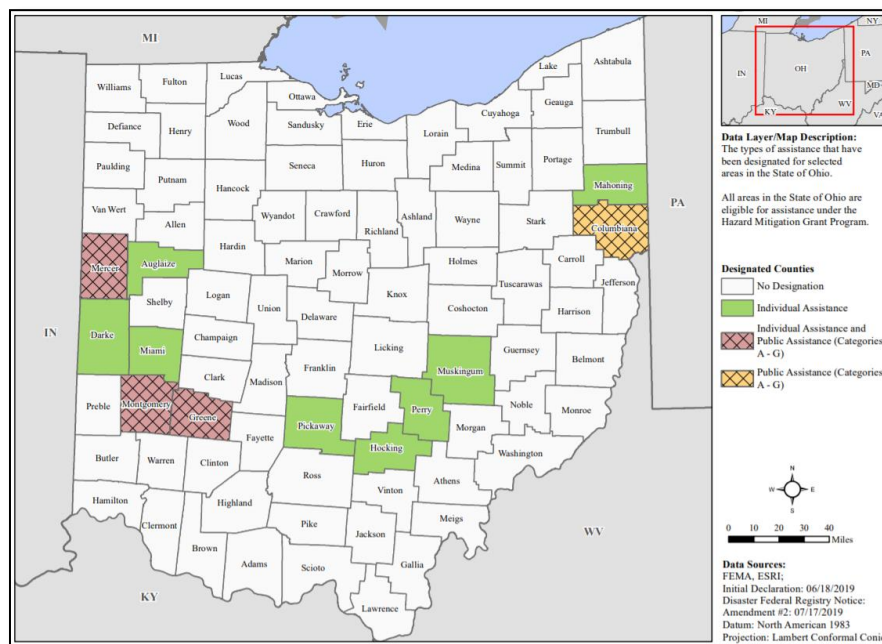 MI
Williams
Fulton
Lucas
Ottawa
Lake
Ashtabula
Geauga
Cuyahoga
Defiance
Henry
Wood
Sandusky
Erie
Lorain
Trumbull
Paulding
Putnam
Seneca
Huron
Medina
Summit
Portage
Mahoning
Hancock
Van Wert
Allen
Wyandot
Crawford
Richland
Ashland
Wayne
Stark
Columbiana
PA
Hardin
Mercer
Auglaize
Marion
Morrow
Holmes
Carroll
Tuscarawas
Jefferson
Shelby
Logan
Union
Knox
Coshocton
Harrison
IN
Darke
Miami
Champaign
Delaware
Licking
Muskingum
Guernsey
Belmont
Clark
Madison
Franklin
Preble
Montgomery
Greene
Fairfield
Perry
Noble
Monroe
Pickaway
Morgan
Fayette
Hocking
Washington
Butler
Warren
Clinton
Ross
Athens
Vinton
Hamilton
Highland
Clermont
Pike
Jackson
Meigs
WV
Brown
Adams
Scioto
Gallia
KY
Lawrence
MI
NY
PA
IN
OH
MD
WV
KY
VA
Data Layer/Map Description:
The types of assistance that have
been designated for selected
areas in the State of Ohio.
All areas in the State of Ohio are
eligible for assistance under the
Hazard Mitigation Grant Program.
Designated Counties
No Designation
Individual Assistance
Individual Assistance and
Public Assistance (Categories
A - G)
Public Assistance (Categories
A - G)
N
W E
S
0 10 20 30 40
Miles
Data Sources:
FEMA, ESRI;
Initial Declaration: 06/18/2019
Disaster Federal Registry Notice:
Amendment #2: 07/17/2019
Datum: North American 1983
Projection: Lambert Conformal Conic